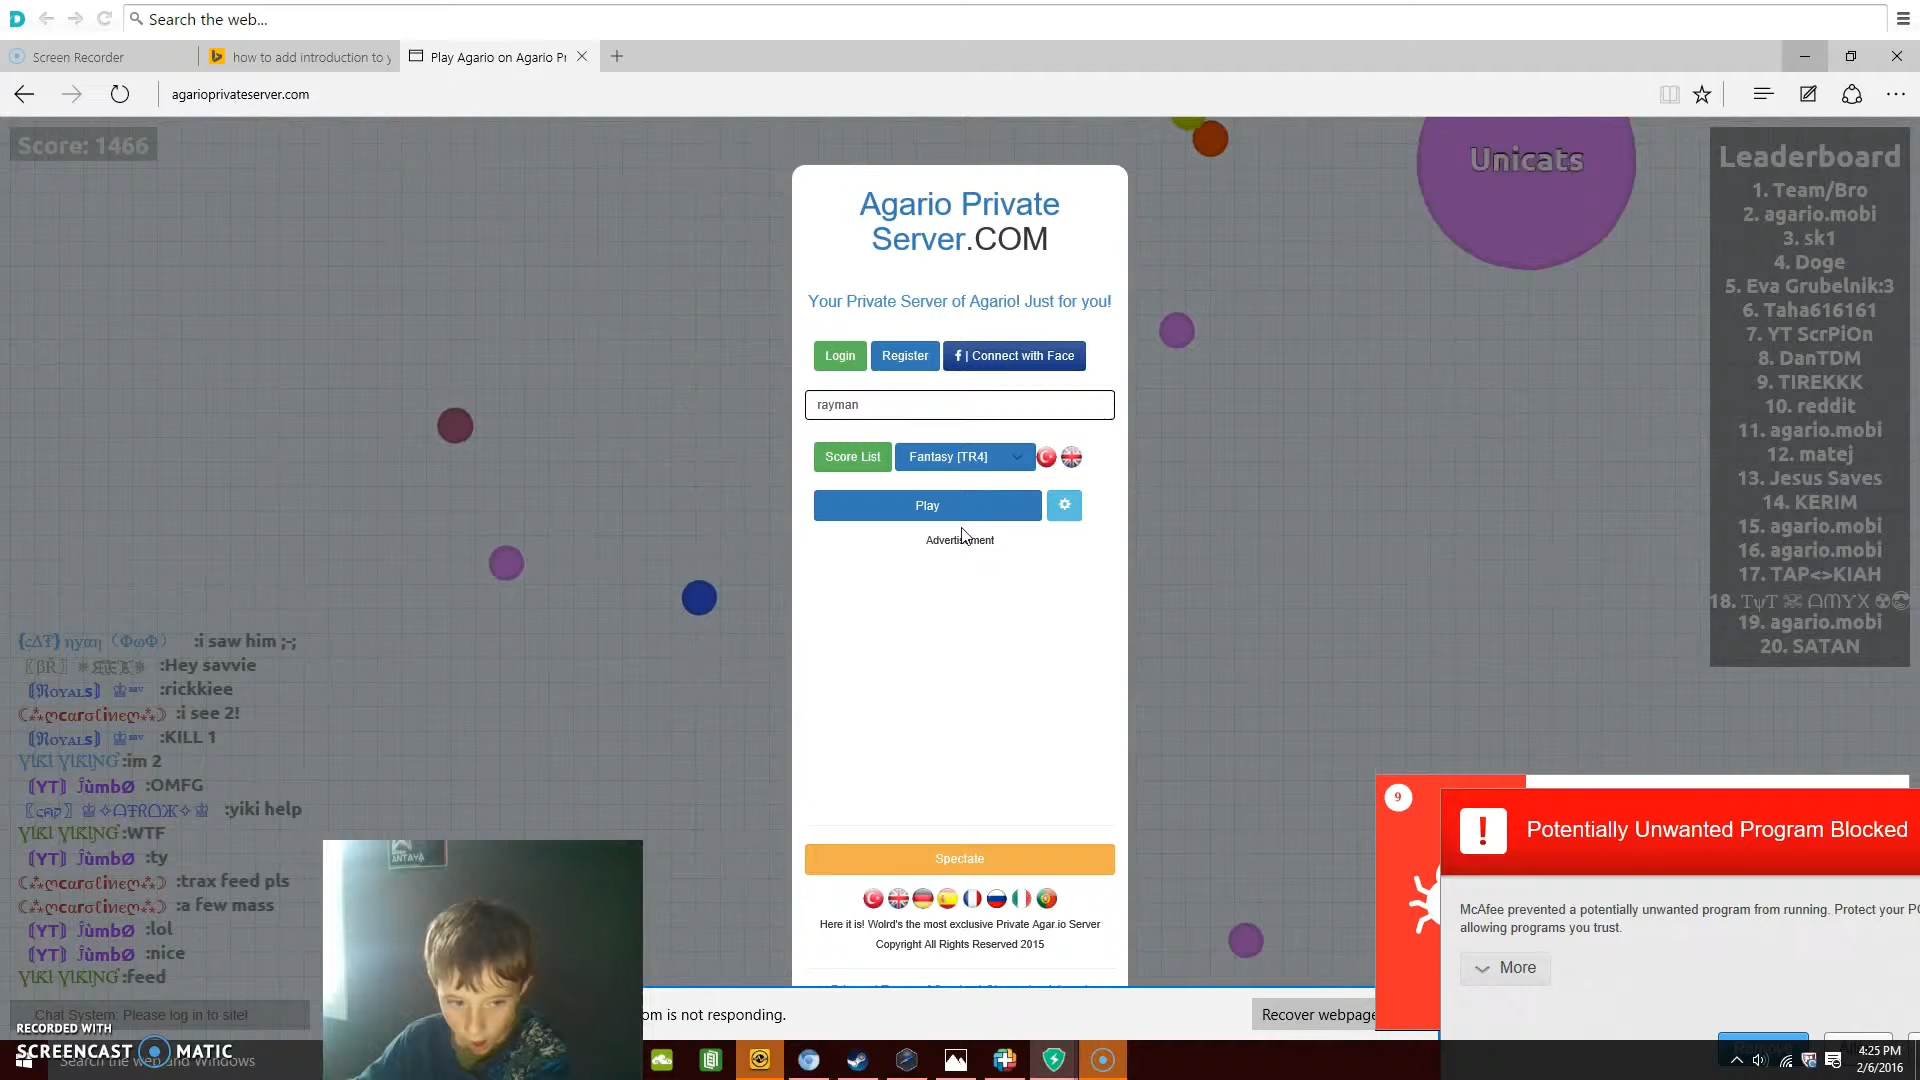 Search the web...
Screen Recorder
how to add introduction to y
Play Agario on Agario Pr
agarioprivateserver.com
Score: 1466
Unicats
Agario Private
Server.COM
Your Private Server of Agario! Just for you!
Login
Register
f | Connect with Face
rayman
Score List
Fantasy [TR4]
Play
Advertisement
Spectate
Here it is! Wolrd's the most exclusive Private Agar.io Server
Copyright All Rights Reserved 2015
Leaderboard
1. Team/Bro
2. agario.mobi
3. sk1
4. Doge
5. Eva Grubelnik:3
6. Taha616161
7. YT ScrPiOn
8. DanTDM
9. TIREKKK
10. reddit
11. agario.mobi
12. matej
13. Jesus Saves
14. KERIM
15. agario.mobi
16. agario.mobi
17. TAP<>KIAH
18.
19. agario.mobi
20. SATAN
:i saw him ;-;
:Hey savvie
:rickkiee
:i see 2!
:KILL 1
:im 2
:OMFG
:yiki help
:WTF
:ty
:trax feed pls
:a few mass
:lol
:nice
:feed
Chat System: Please log in to site!
ANTAYA
om is not responding.
Recover webpage
9
Potentially Unwanted Program Blocked
McAfee prevented a potentially unwanted program from running. Protect your PC
allowing programs you trust.
More
RECORDED WITH
SCREENCAST MATIC
Search the web and Windows
4:25 PM
2/6/2016